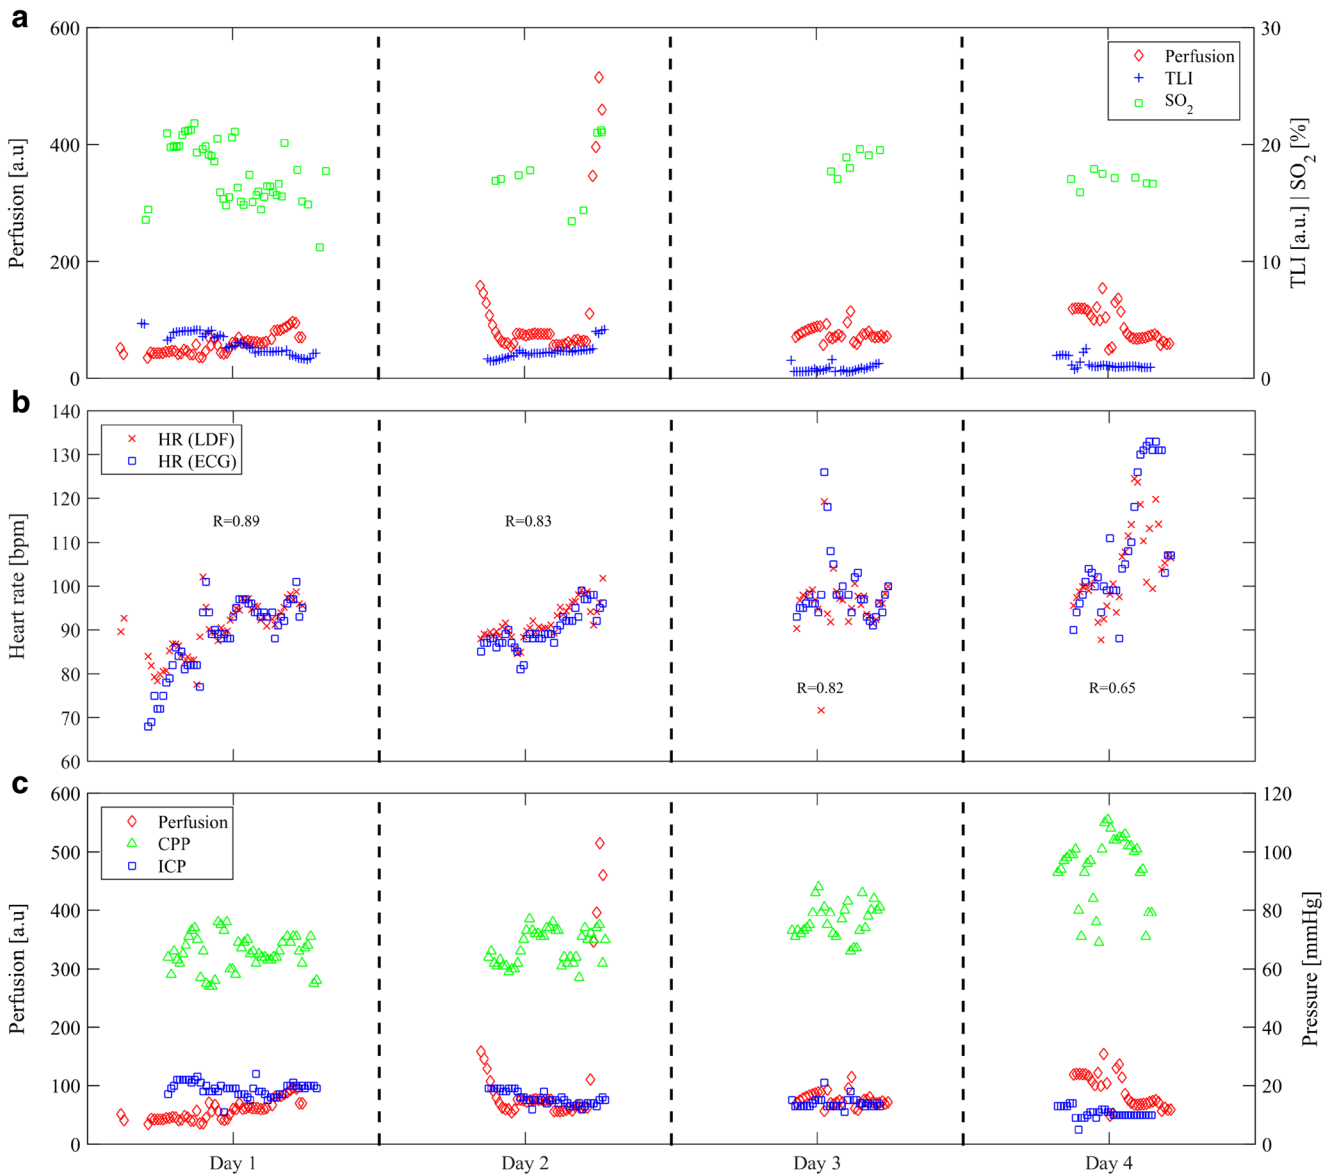 a
600
400
200
0
Perfusion [a.u]
30
20
10
0
TLI [a.u.] | SO2 [%]
Perfusion
TLI
SO2
b
140
130
120
110
100
90
80
70
60
Heart rate [bpm]
HR (LDF)
HR (ECG)
R=0.89
R=0.83
R=0.82
R=0.65
c
600
500
400
300
200
100
0
Perfusion [a.u]
Perfusion
CPP
ICP
120
100
80
60
40
20
0
Pressure [mmHg]
Day 1 Day 2 Day 3 Day 4